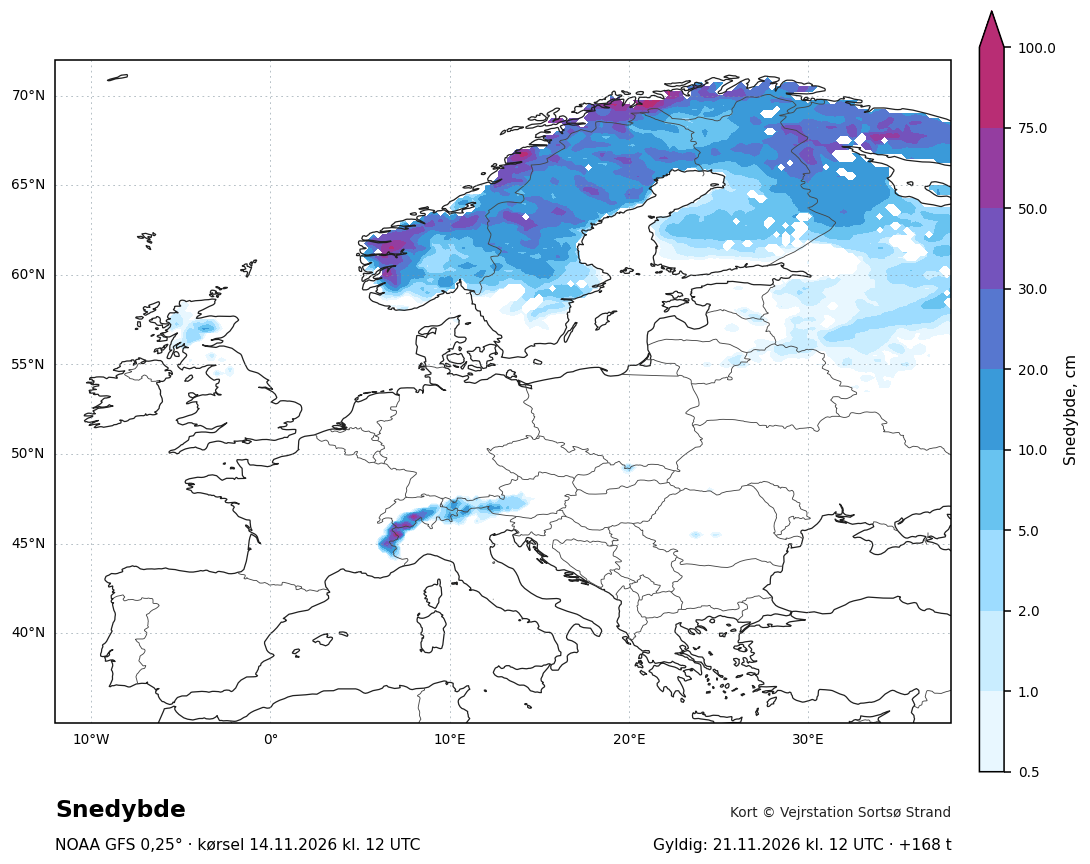 100.0
75.0
50.0
30.0
20.0
10.0
5.0
2.0
1.0
0.5
Snedybde, cm
70°N
65°N
60°N
55°N
50°N
45°N
40°N
10°W 0° 10°E 20°E 30°E
Snedybde
Kort © Vejrstation Sortsø Strand
NOAA GFS 0,25° · kørsel 14.11.2026 kl. 12 UTC
Gyldig: 21.11.2026 kl. 12 UTC · +168 t